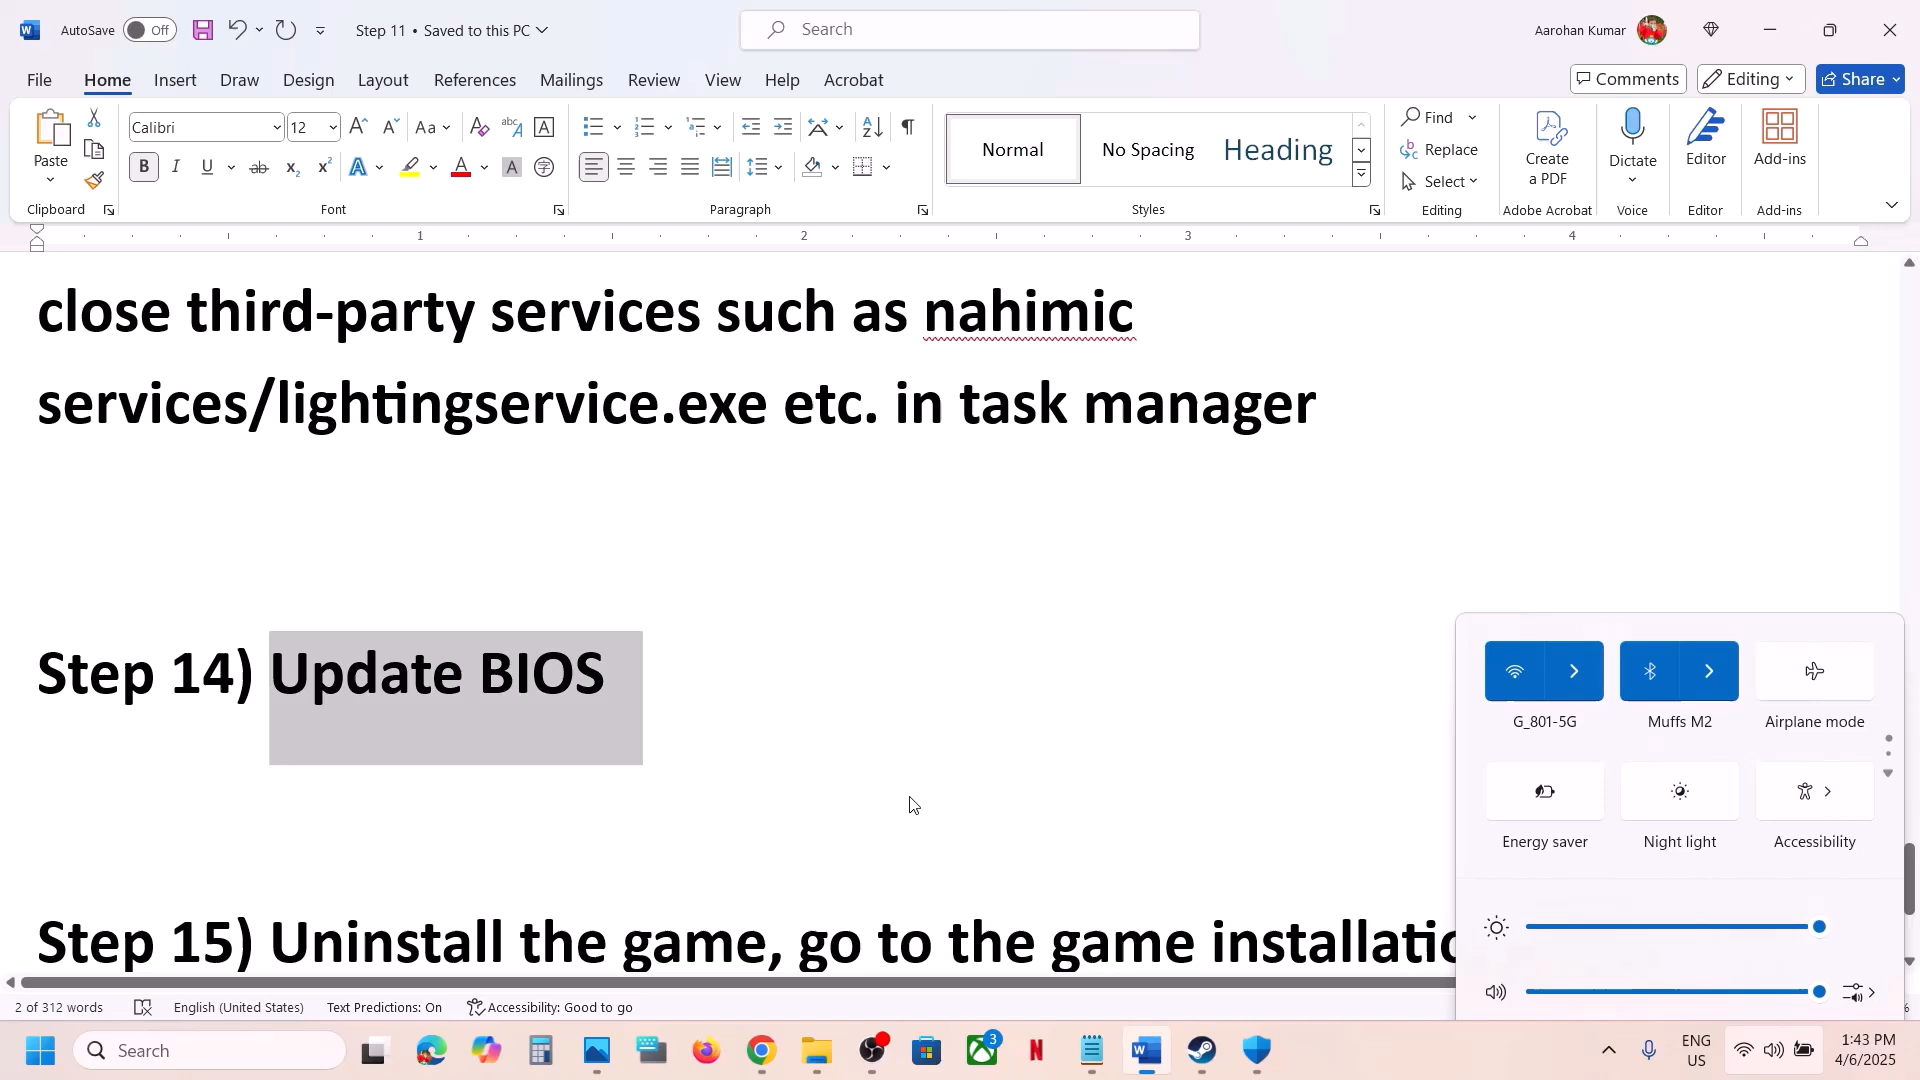 AutoSave Off Step 11 • Saved to this PC Search Aarohan Kumar
File Home Insert Draw Design Layout References Mailings Review View Help Acrobat Comments Editing Share
Paste Calibri 12 Aa Normal No Spacing Heading Find Replace Select Create a PDF Dictate Editor Add-ins
Clipboard Font Paragraph Styles Editing Adobe Acrobat Voice Editor Add-ins
1 2 3 4
close third-party services such as nahimic
services/lightingservice.exe etc. in task manager
Step 14) Update BIOS
Step 15) Uninstall the game, go to the game
G_801-5G Muffs M2 Airplane mode
Energy saver Night light Accessibility
2 of 312 words English (United States) Text Predictions: On Accessibility: Good to go
Search 3 ENG US 1:43 PM 4/6/2025